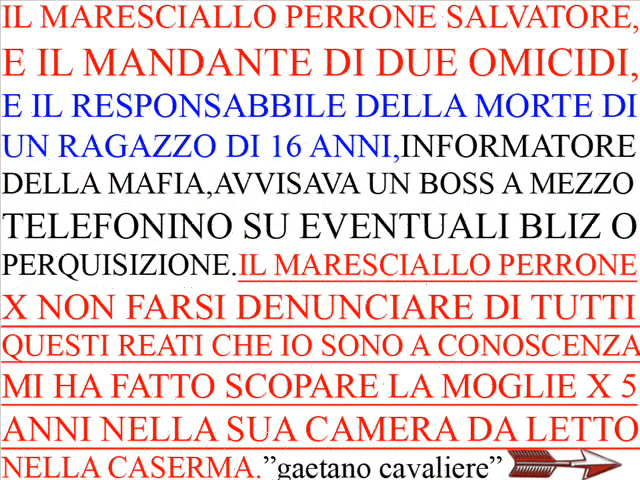 IL MARESCIALLO PERRONE SALVATORE,
E IL MANDANTE DI DUE OMICIDI,
E IL RESPONSABBILE DELLA MORTE DI
UN RAGAZZO DI 16 ANNI,INFORMATORE
DELLA MAFIA,AVVISAVA UN BOSS A MEZZO
TELEFONINO SU EVENTUALI BLIZ O
PERQUISIZIONE.IL MARESCIALLO PERRONE
X NON FARSI DENUNCIARE DI TUTTI
QUESTI REATI CHE IO SONO A CONOSCENZA
MI HA FATTO SCOPARE LA MOGLIE X 5
ANNI NELLA SUA CAMERA DA LETTO
NELLA CASERMA.”gaetano cavaliere”